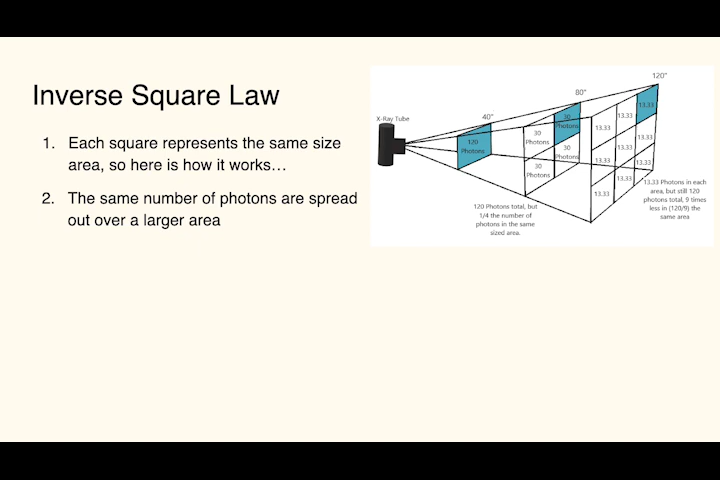 Inverse Square Law
1. Each square represents the same size
area, so here is how it works…
2. The same number of photons are spread
out over a larger area
X-Ray Tube
40"
80"
120"
120
Photons
30
Photons
30
Photons
30
Photons
30
Photons
13.33
13.33
13.33
13.33
13.33
13.33
13.33
13.33
13.33
120 Photons total, but
1/4 the number of
photons in the same
sized area.
13.33 Photons in each
area, but still 120
photons total, 9 times
less in (120/9) the
same area